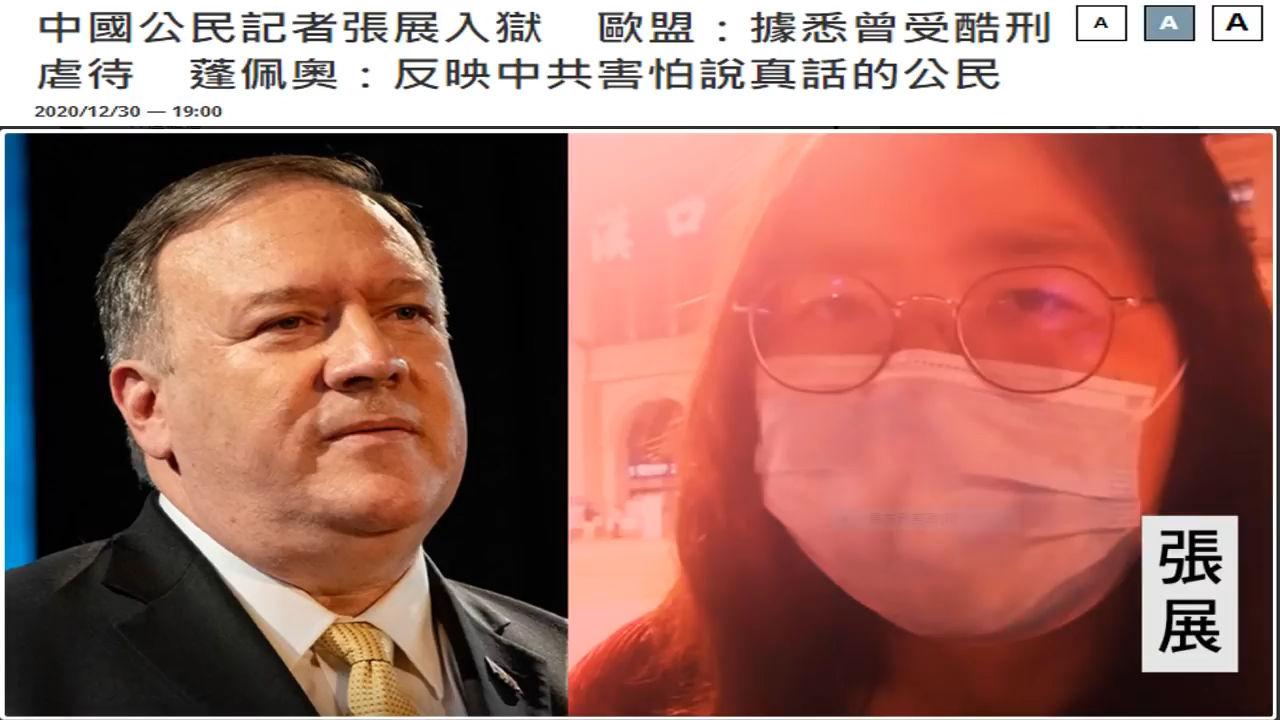 中國公民記者張展入獄　歐盟：據悉曾受酷刑
虐待　蓬佩奧：反映中共害怕說真話的公民
A A A
2020/12/30 — 19:00
漢口
張展